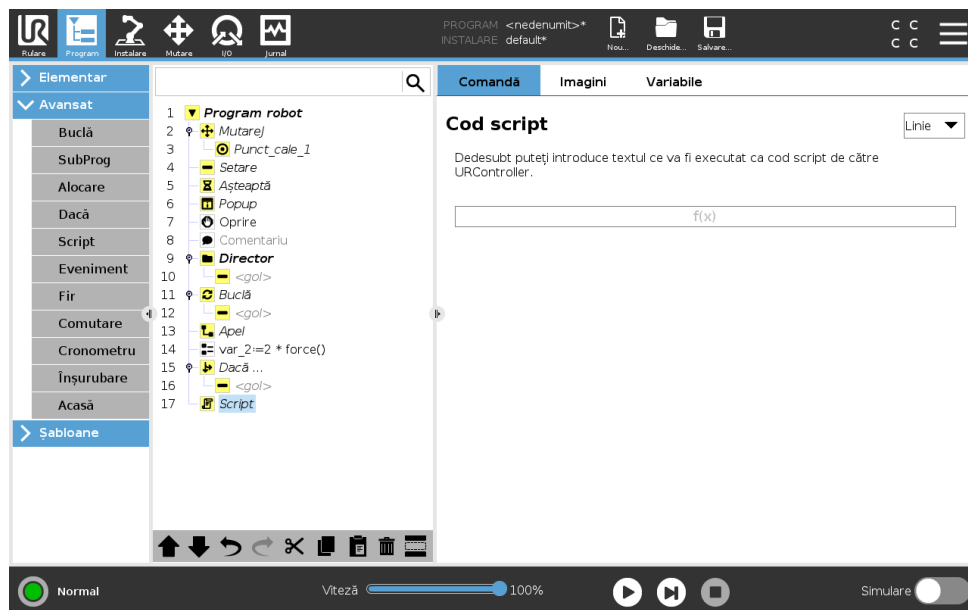 Rulare
Program
Instalare
Mutare
I/O
Jurnal
PROGRAM <nedenumit>*
INSTALARE default*
Nou...
Deschide...
Salvare...
C C
C C
Elementar
Avansat
Buclă
SubProg
Alocare
Dacă
Script
Eveniment
Fir
Comutare
Cronometru
Înșurubare
Acasă
Șabloane
1 Program robot
2 MutareJ
3 Punct_cale_1
4 Setare
5 Așteaptă
6 Popup
7 Oprire
8 Comentariu
9 Director
10 <gol>
11 Buclă
12 <gol>
13 Apel
14 var_2:=2 * force()
15 Dacă ...
16 <gol>
17 Script
Comandă
Imagini
Variabile
Cod script
Linie
Dedesubt puteți introduce textul ce va fi executat ca cod script de către
URController.
f(x)
Normal
Viteză
100%
Simulare